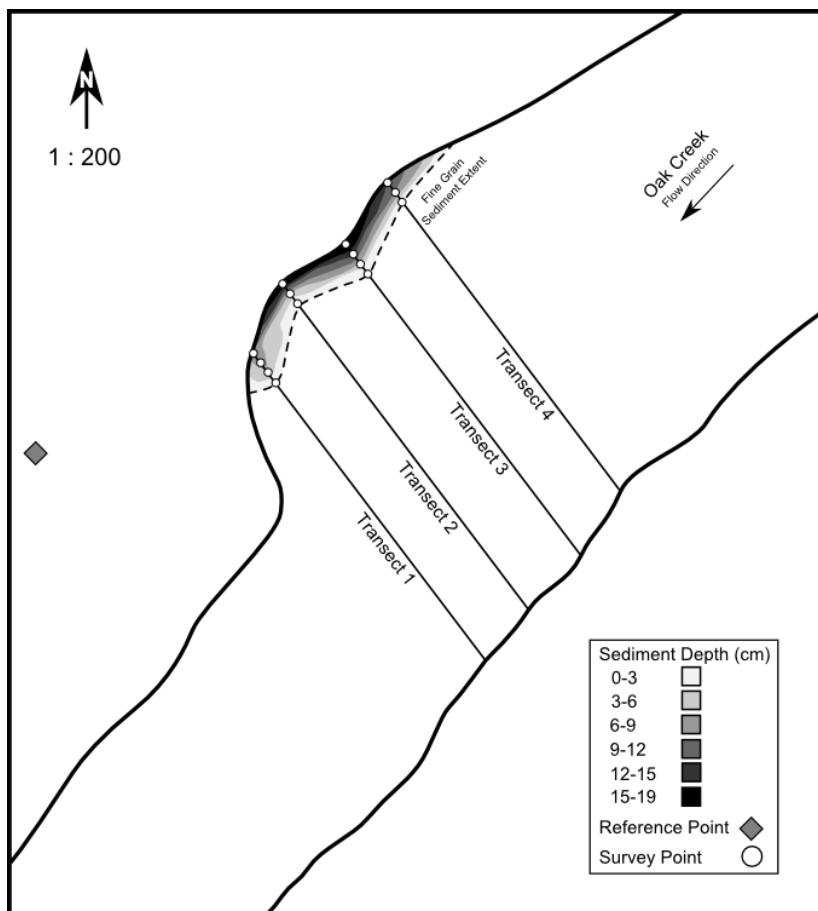 N
1 : 200
Fine Grain
Sediment Extent
Oak Creek
Flow Direction
Transect 4
Transect 3
Transect 2
Transect 1
Sediment Depth (cm)
0-3
3-6
6-9
9-12
12-15
15-19
Reference Point
Survey Point